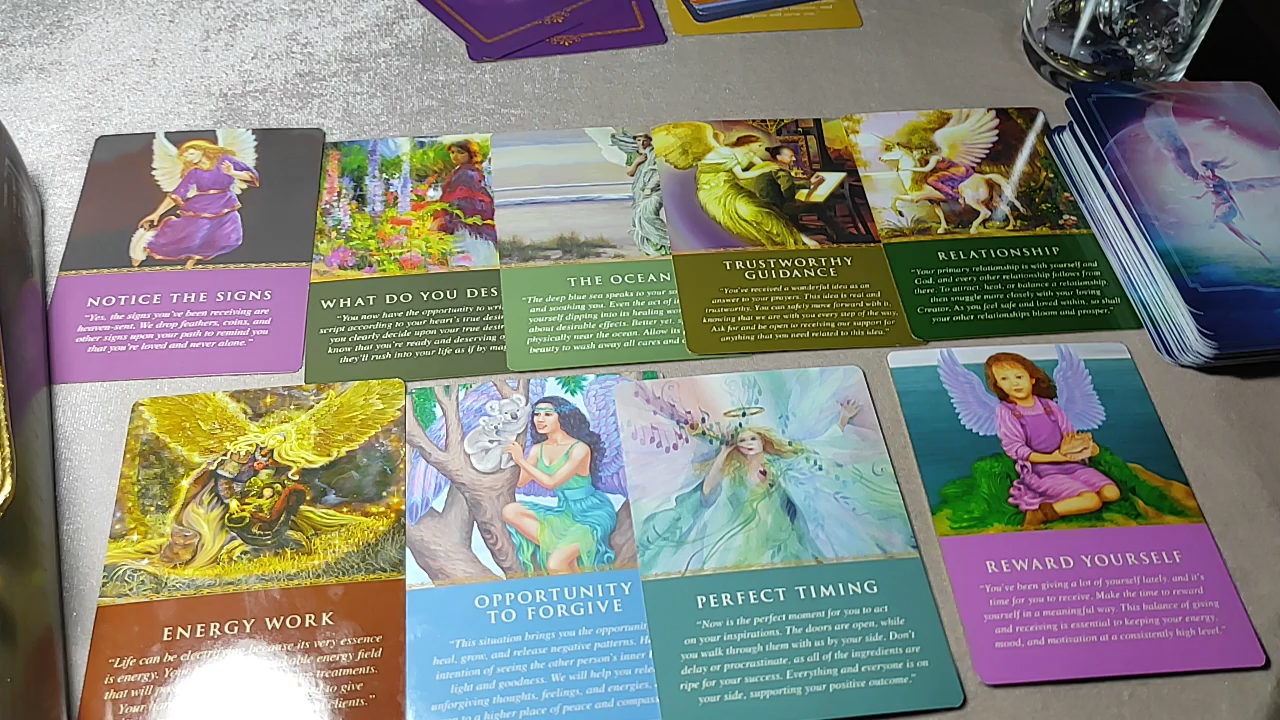 NOTICE THE SIGNS
"Yes, the signs you've been receiving are
heaven-sent. We drop feathers, coins, and
other signs upon your path to remind you
that you're loved and never alone."
WHAT DO YOU DES
"You now have the opportunity to wr
script according to your heart's true desi
you clearly decide upon your true desir
know that you're ready and deserving of
they'll rush into your life as if by mag
THE OCEAN
"The deep blue sea speaks to your so
and soothing you. Even the act of i
yourself dipping into its healing wat
about desirable effects. Better yet,
physically near the ocean. Allow its
beauty to wash away all cares and c
TRUSTWORTHY
GUIDANCE
"You've received a wonderful idea as an
answer to your prayers. This idea is real and
trustworthy. You can safely move forward with it,
knowing that we are with you every step of the way.
Ask for and be open to receiving our support for
anything that you need related to this idea."
RELATIONSHIP
"Your primary relationship is with yourself and
God, and every other relationship follows from
there. To attract, heal, or balance a relationship,
then snuggle more closely with your loving
Creator. As you feel safe and loved within, so shall
your other relationships bloom and prosper."
ENERGY WORK
"Life can be electrifying because its very essence
is energy. You able energy field
that will po d to give
Your ha clients."
OPPORTUNITY
TO FORGIVE
"This situation brings you the opportunit
heal, grow, and release negative patterns. H
intention of seeing the other person's inner
light and goodness. We will help you rele
unforgiving thoughts, feelings, and energies,
to a higher place of peace and compass
PERFECT TIMING
"Now is the perfect moment for you to act
on your inspirations. The doors are open, while
you walk through them with us by your side. Don't
delay or procrastinate, as all of the ingredients are
ripe for your success. Everything and everyone is on
your side, supporting your positive outcome."
REWARD YOURSELF
"You've been giving a lot of yourself lately, and it's
time for you to receive. Make the time to reward
yourself in a meaningful way. This balance of giving
and receiving is essential to keeping your energy,
mood, and motivation at a consistently high level."